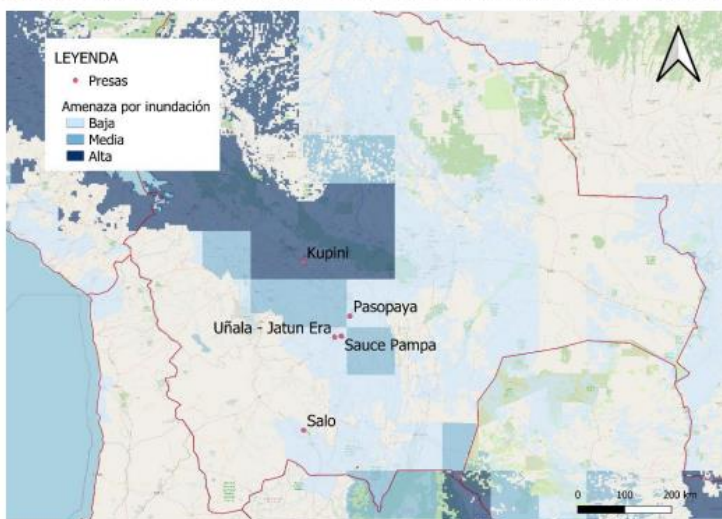 LEYENDA
Presas
Amenaza por inundación
Baja
Media
Alta
Kupini
Pasopaya
Uñala - Jatun Era
Sauce Pampa
Salo
0 100 200 km